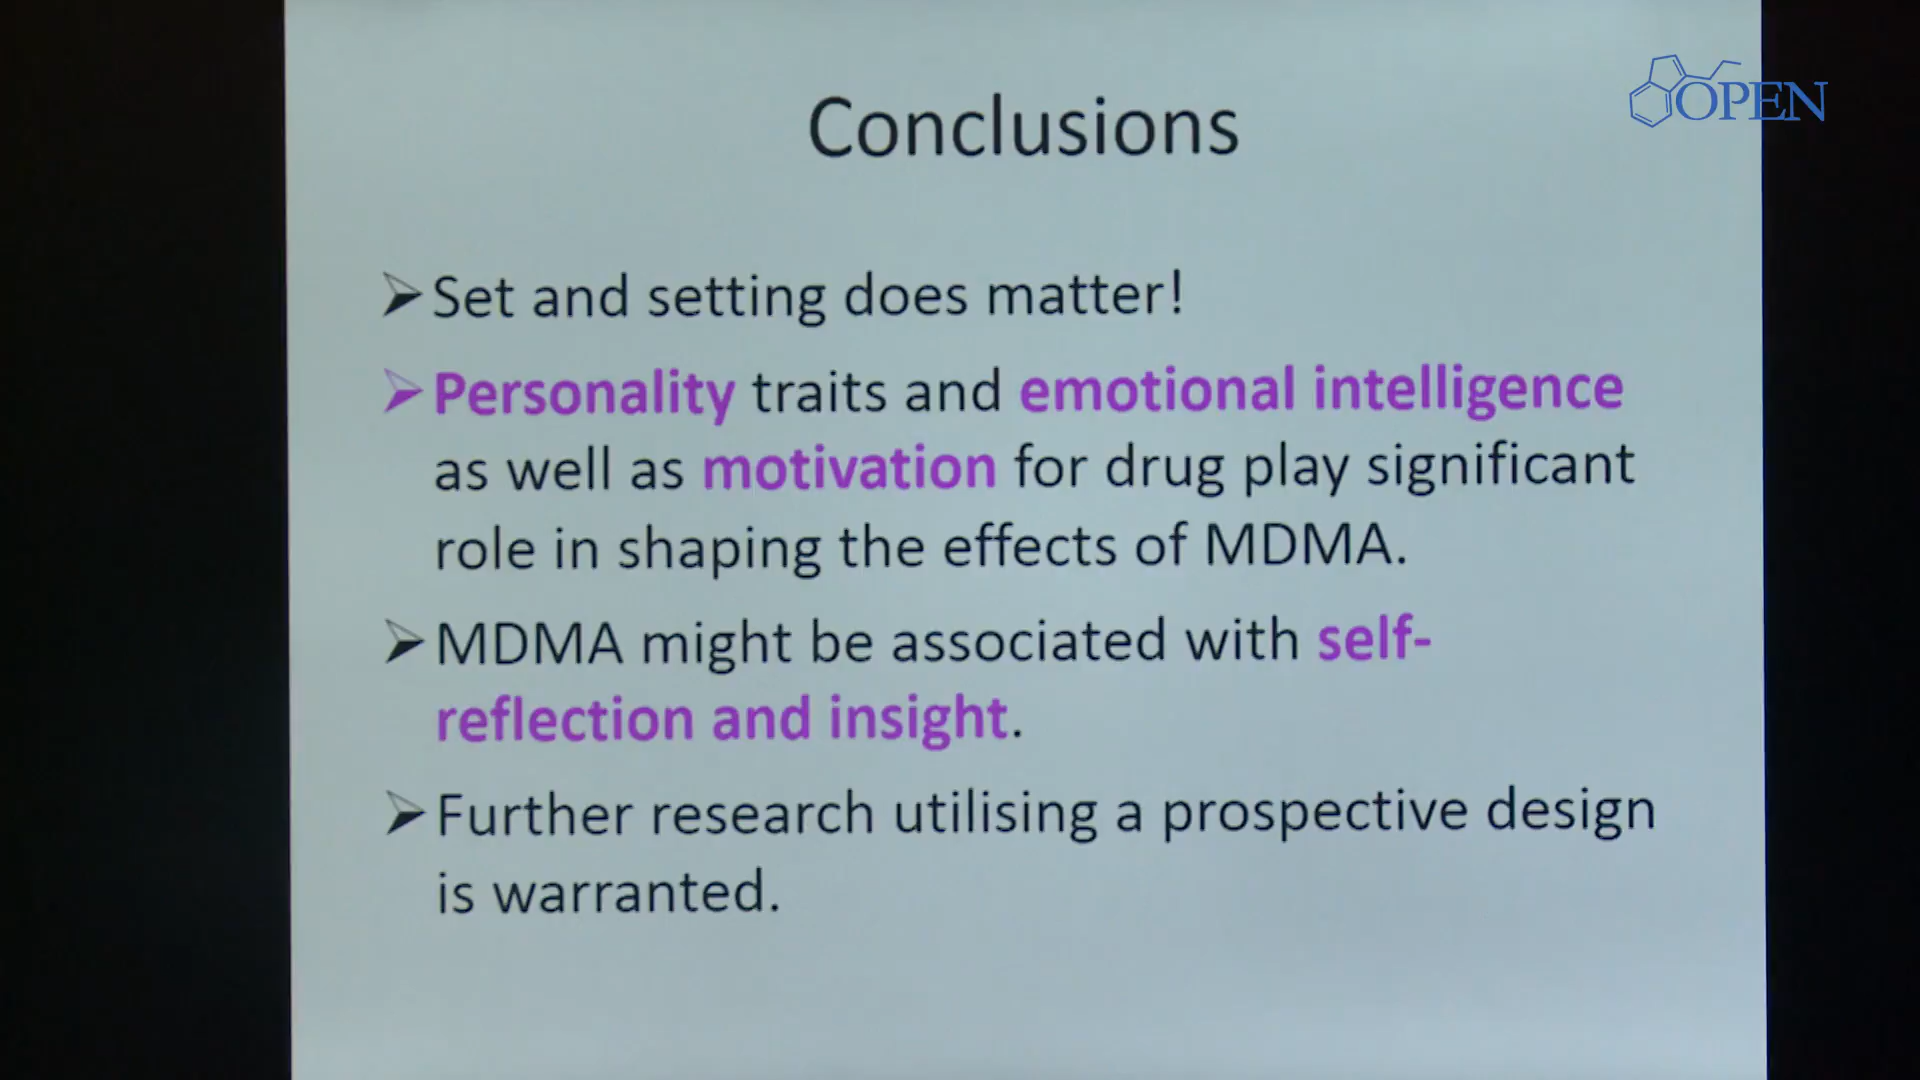 OPEN
Conclusions
Set and setting does matter!
Personality traits and emotional intelligence
as well as motivation for drug play significant
role in shaping the effects of MDMA.
MDMA might be associated with self-
reflection and insight.
Further research utilising a prospective design
is warranted.